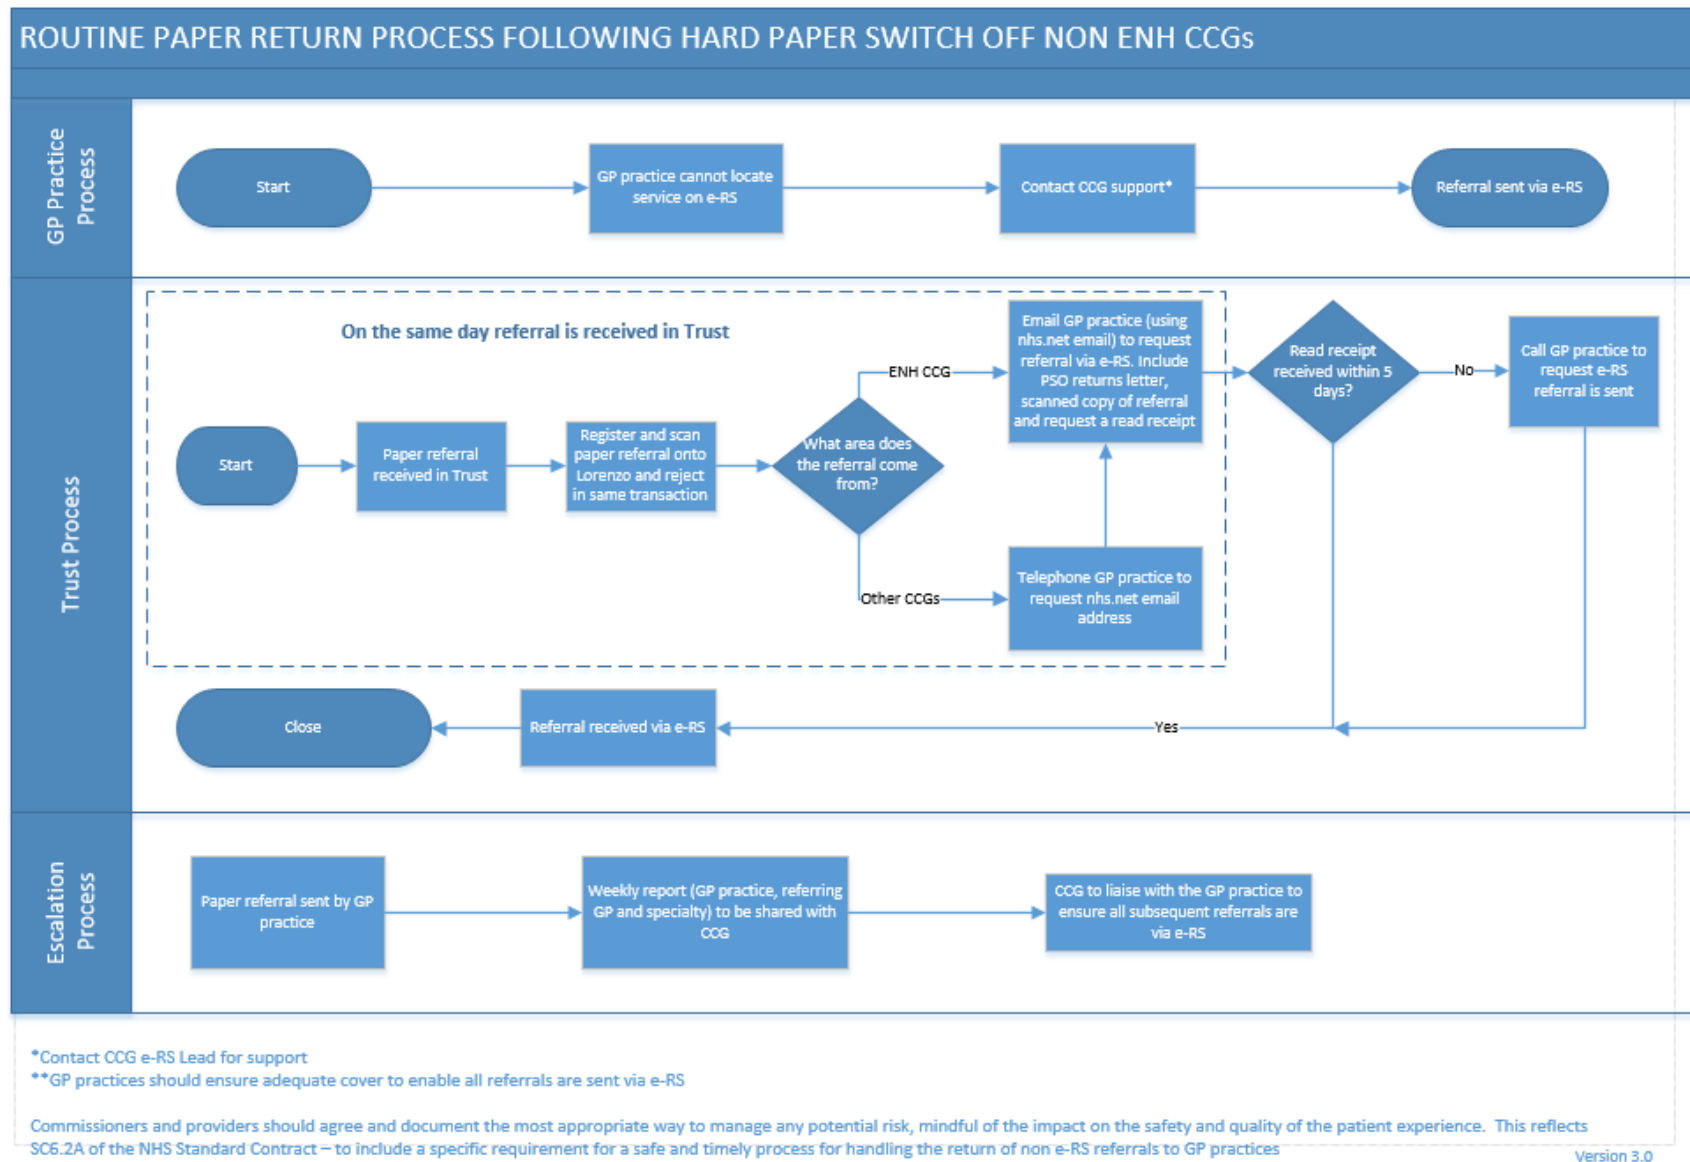 ROUTINE PAPER RETURN PROCESS FOLLOWING HARD PAPER SWITCH OFF NON ENH CCGs
GP Practice
Process
Start
GP practice cannot locate
service on e-RS
Contact CCG support*
Referral sent via e-RS
Trust Process
On the same day referral is received in Trust
Start
Paper referral
received in Trust
Register and scan
paper referral onto
Lorenzo and reject
in same transaction
What area does
the referral come
from?
ENH CCG
Other CCGs
Email GP practice (using
nhs.net email) to request
referral via e-RS. Include
PSO returns letter,
scanned copy of referral
and request a read receipt
Telephone GP practice to
request nhs.net email
address
Read receipt
received within 5
days?
No
Call GP practice to
request e-RS
referral is sent
Yes
Referral received via e-RS
Close
Escalation
Process
Paper referral sent by GP
practice
Weekly report (GP practice, referring
GP and specialty) to be shared with
CCG
CCG to liaise with the GP practice to
ensure all subsequent referrals are
via e-RS
*Contact CCG e-RS Lead for support
**GP practices should ensure adequate cover to enable all referrals are sent via e-RS
Commissioners and providers should agree and document the most appropriate way to manage any potential risk, mindful of the impact on the safety and quality of the patient experience. This reflects
SC6.2A of the NHS Standard Contract – to include a specific requirement for a safe and timely process for handling the return of non e-RS referrals to GP practices
Version 3.0